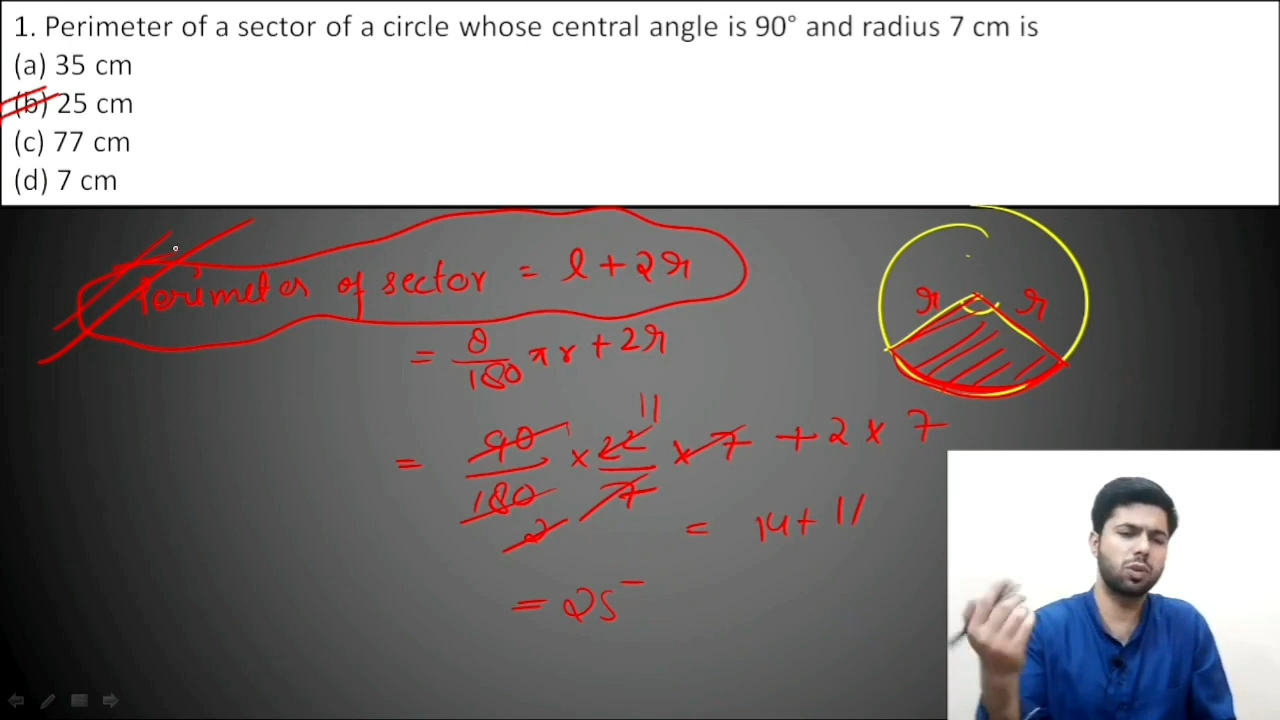 1. Perimeter of a sector of a circle whose central angle is 90° and radius 7 cm is
(a) 35 cm
(b) 25 cm
(c) 77 cm
(d) 7 cm
Perimeter of sector = l + 2r
r r
= θ/180 πr + 2r
11
= 90/180 × 22/7 × 7 + 2 × 7
2
= 14 + 11
= 25